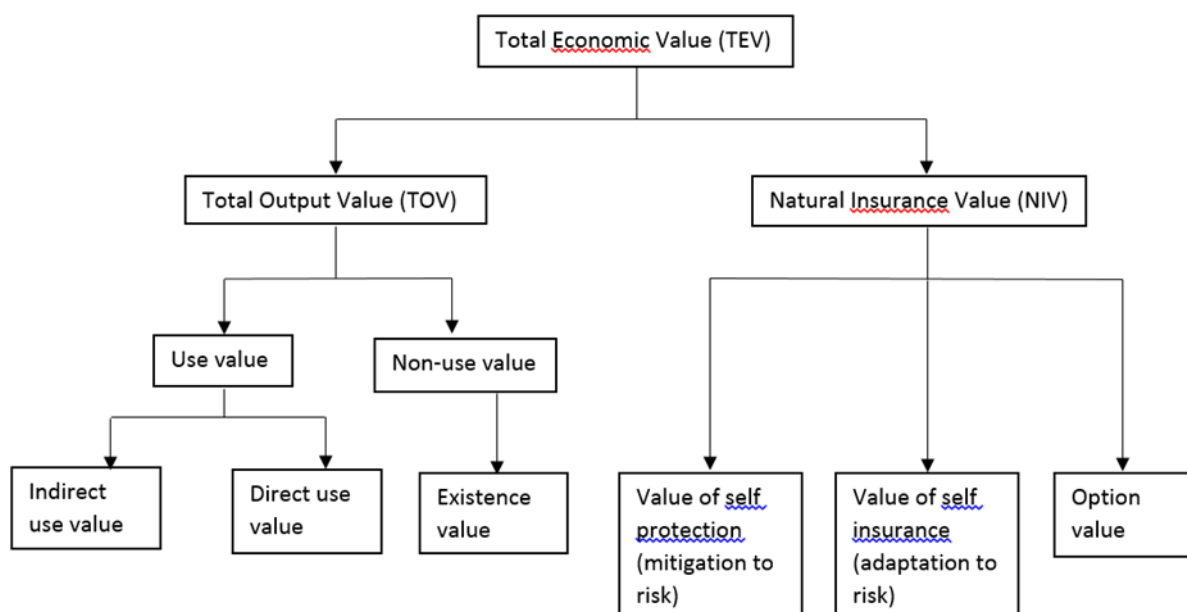 Total Economic Value (TEV)
Total Output Value (TOV)
Natural Insurance Value (NIV)
Use value
Non-use value
Indirect
use value
Direct use
value
Existence
value
Value of self
protection
(mitigation to
risk)
Value of self
insurance
(adaptation to
risk)
Option
value